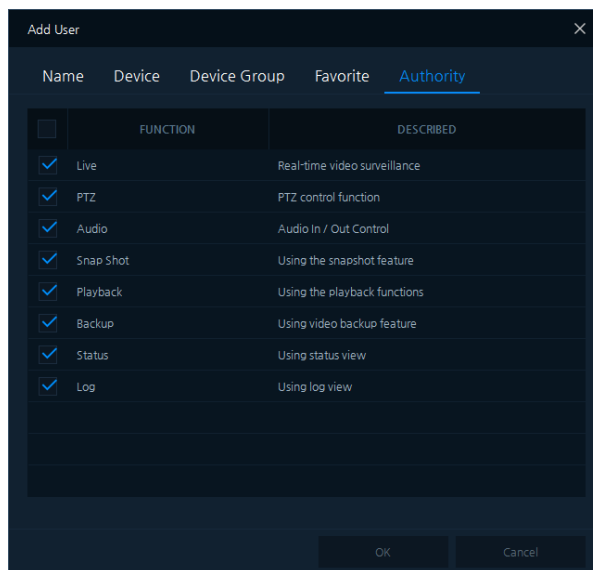 Add User
Name Device Device Group Favorite Authority
FUNCTION DESCRIBED
Live Real-time video surveillance
PTZ PTZ control function
Audio Audio In / Out Control
Snap Shot Using the snapshot feature
Playback Using the playback functions
Backup Using video backup feature
Status Using status view
Log Using log view
OK Cancel